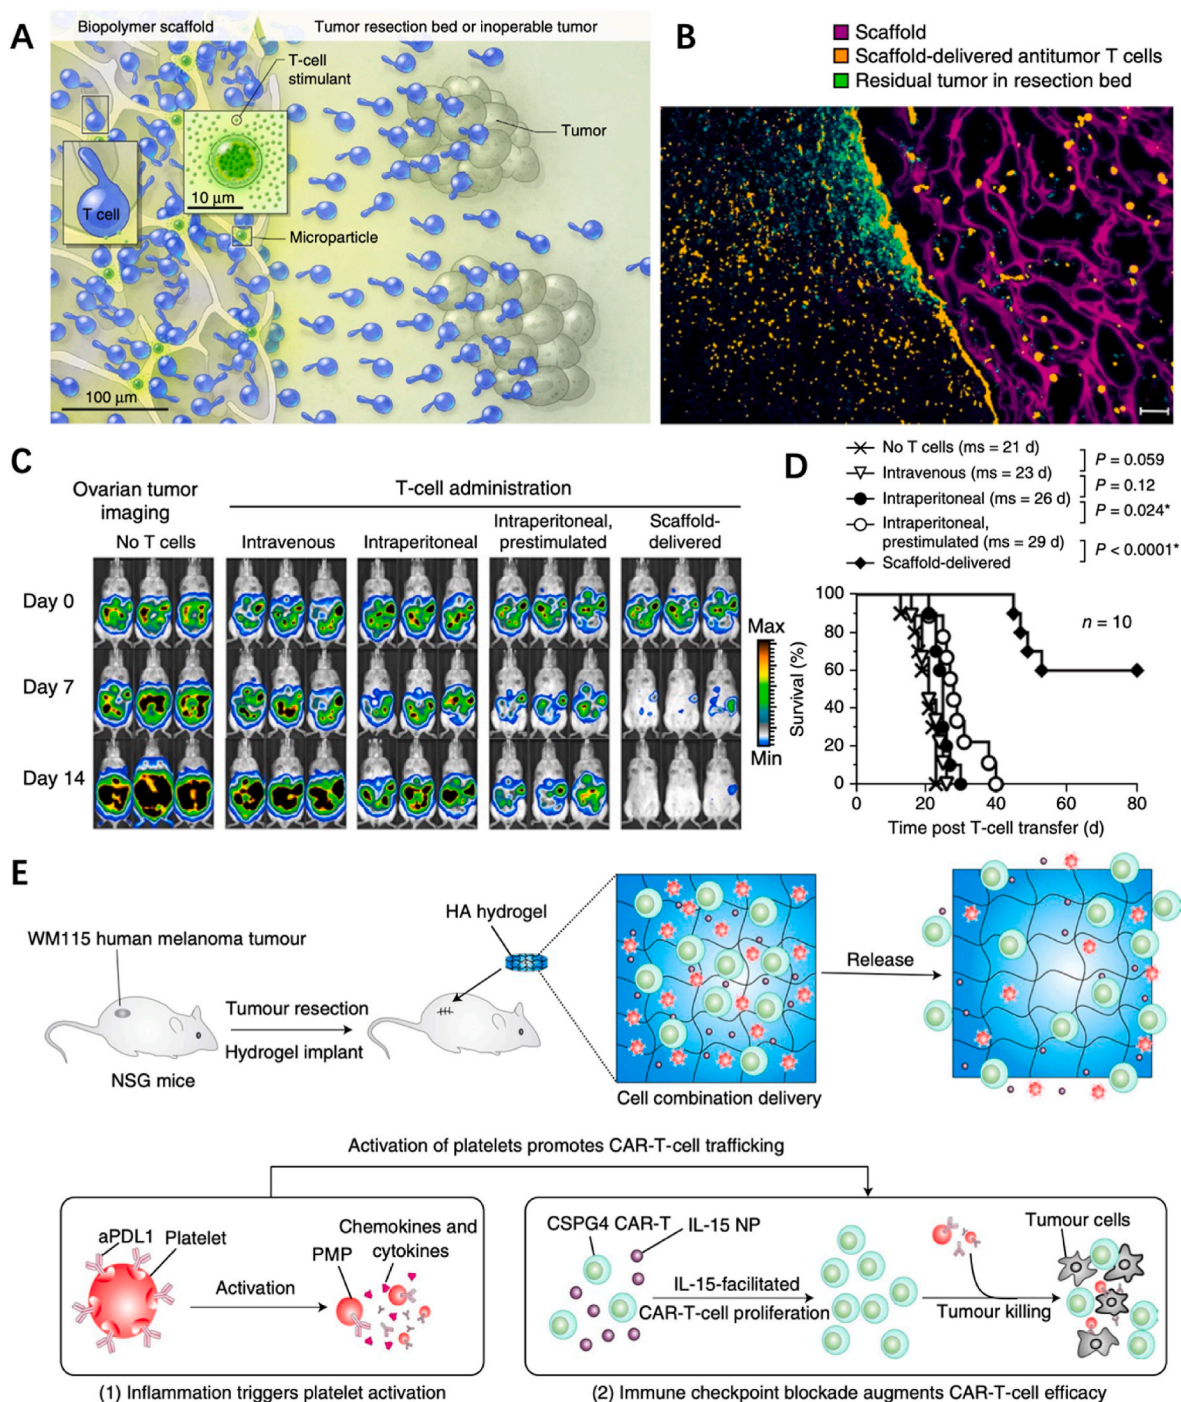 A
Biopolymer scaffold
Tumor resection bed or inoperable tumor
T-cell
stimulant
Tumor
10 μm
T cell
Microparticle
100 μm
B
Scaffold
Scaffold-delivered antitumor T cells
Residual tumor in resection bed
C
Ovarian tumor
imaging
T-cell administration
No T cells
Intravenous
Intraperitoneal
Intraperitoneal,
prestimulated
Scaffold-
delivered
Day 0
Day 7
Day 14
Max
Min
D
No T cells (ms = 21 d)
Intravenous (ms = 23 d)
Intraperitoneal (ms = 26 d)
Intraperitoneal,
prestimulated (ms = 29 d)
Scaffold-delivered
P = 0.059
P = 0.12
P = 0.024*
P < 0.0001*
n = 10
Survival (%)
100
80
60
40
20
0
0
20
40
60
80
Time post T-cell transfer (d)
E
WM115 human melanoma tumour
NSG mice
Tumour resection
Hydrogel implant
HA hydrogel
Cell combination delivery
Release
Activation of platelets promotes CAR-T-cell trafficking
aPDL1
Platelet
Activation
PMP
Chemokines and
cytokines
(1) Inflammation triggers platelet activation
CSPG4 CAR-T
IL-15 NP
IL-15-facilitated
CAR-T-cell proliferation
Tumour killing
Tumour cells
(2) Immune checkpoint blockade augments CAR-T-cell efficacy